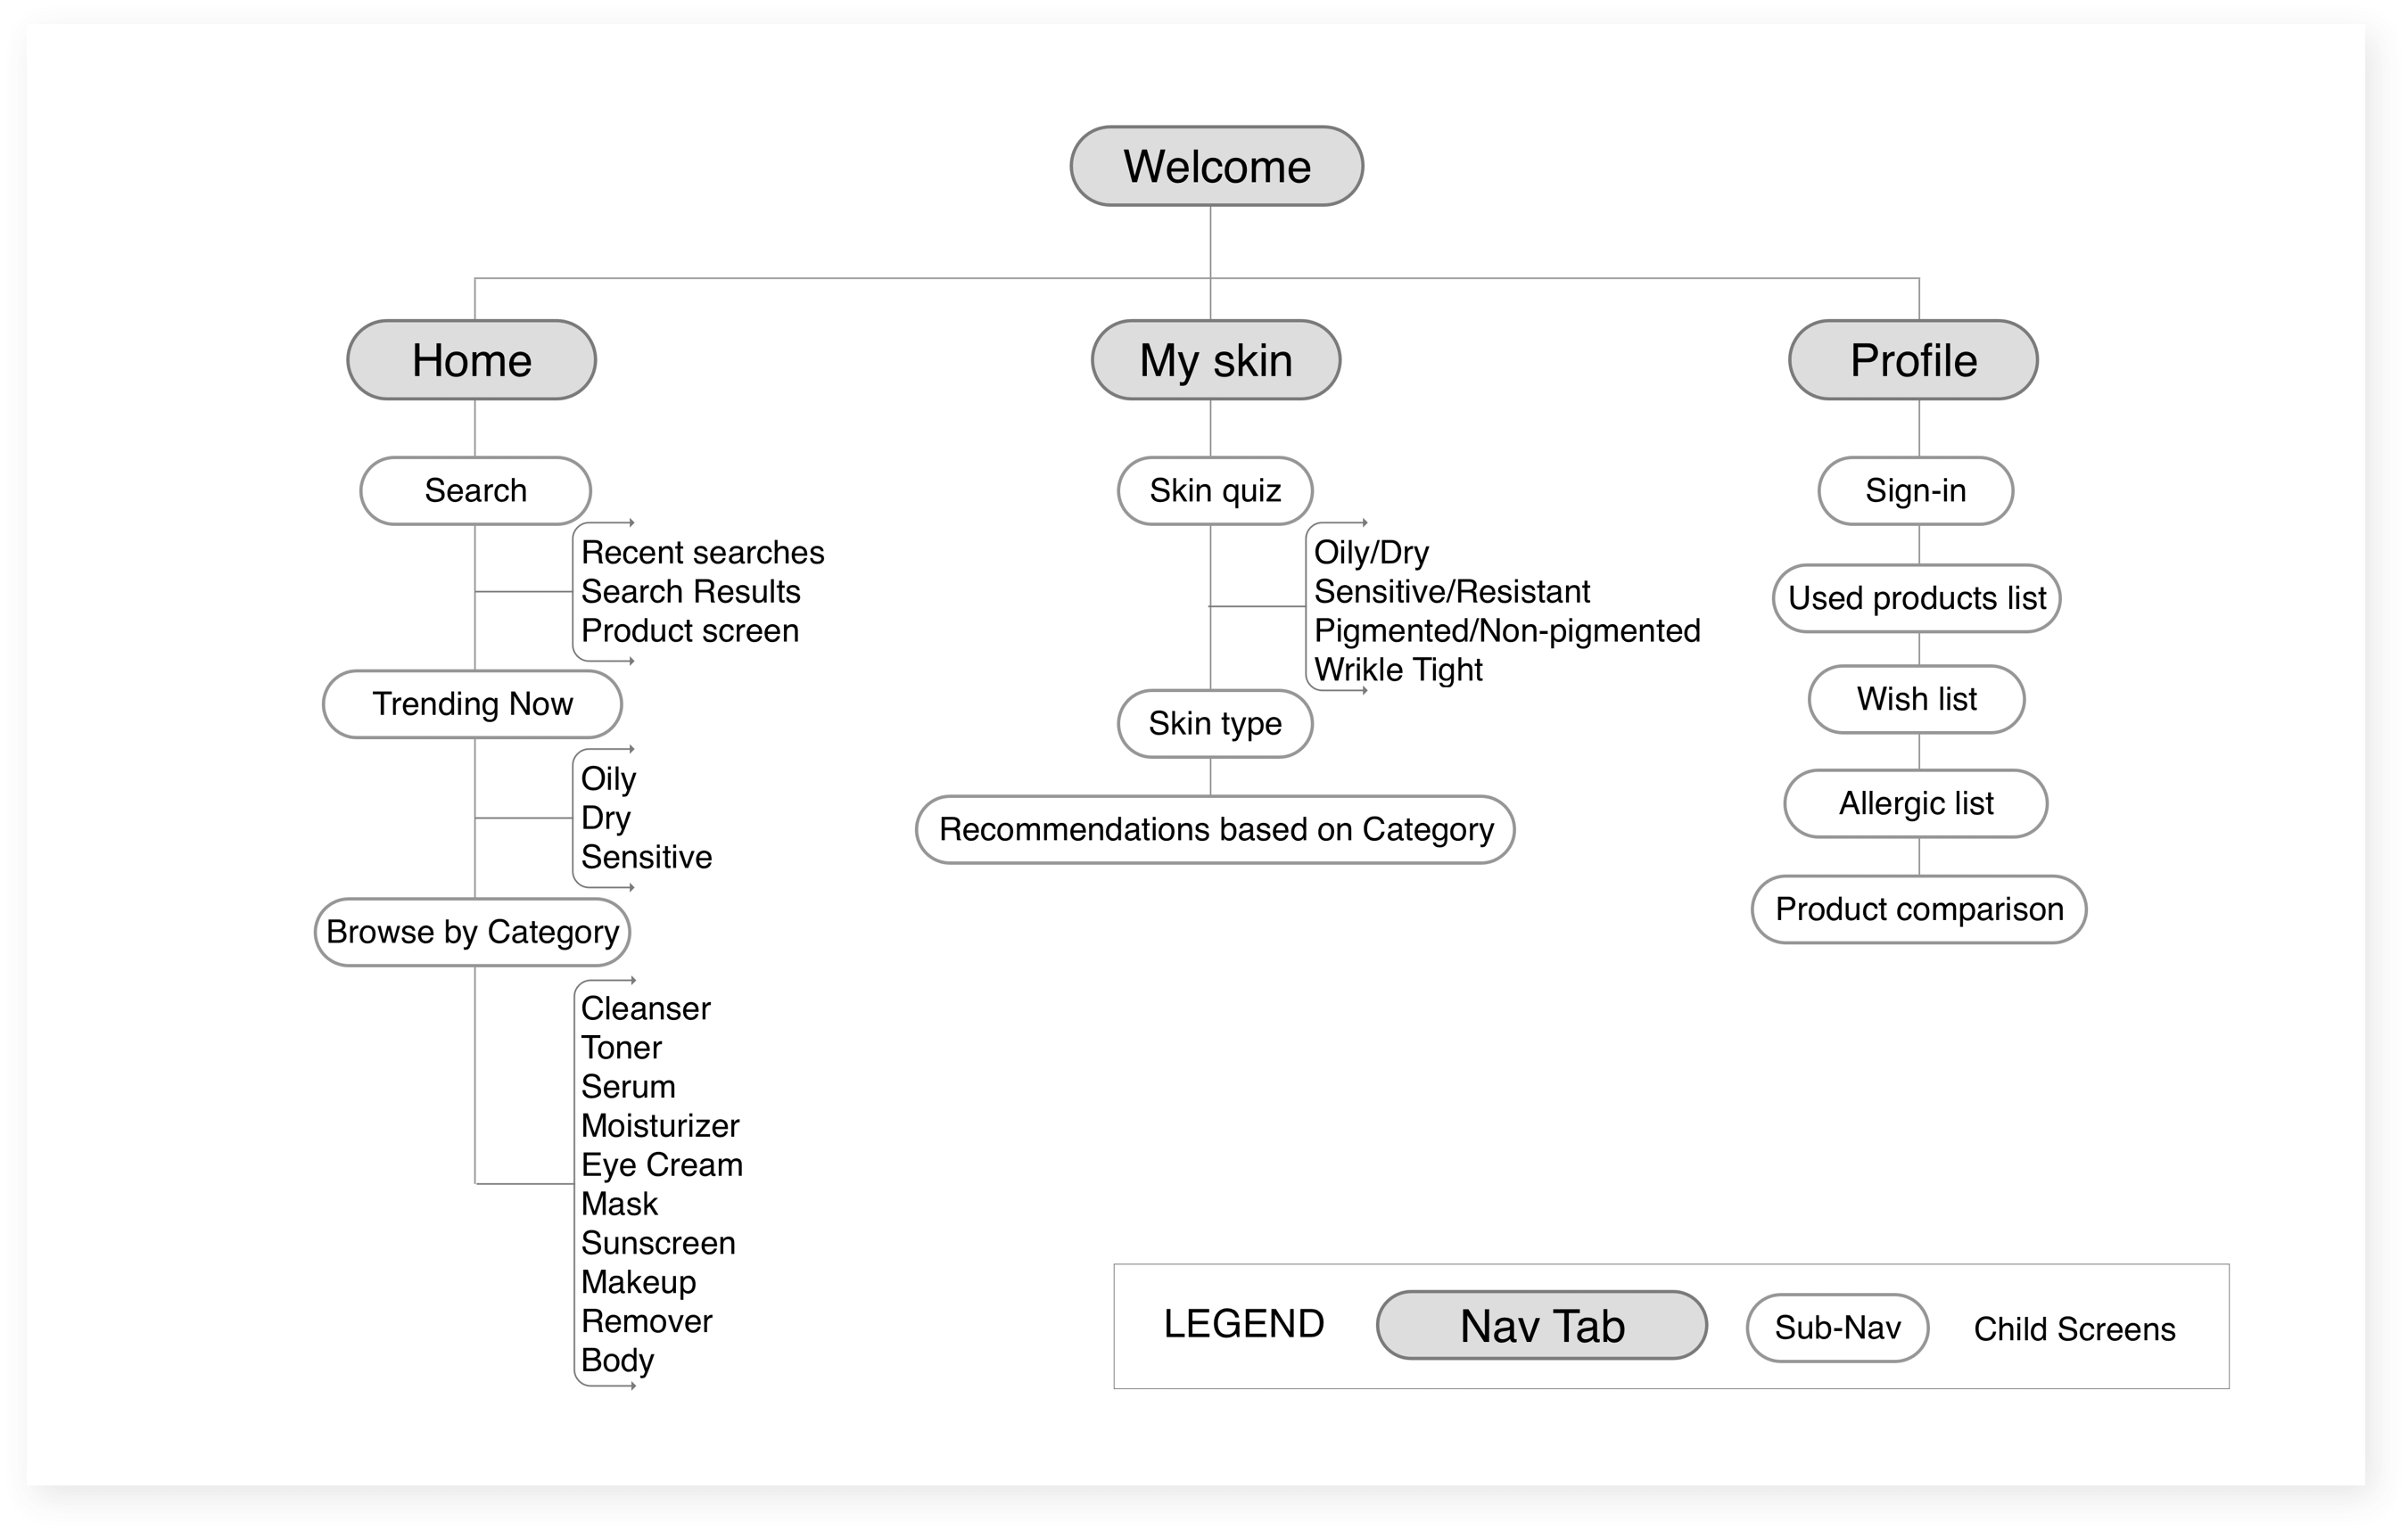 Welcome
Home
Search
Recent searches
Search Results
Product screen
Trending Now
Oily
Dry
Sensitive
Browse by Category
Cleanser
Toner
Serum
Moisturizer
Eye Cream
Mask
Sunscreen
Makeup
Remover
Body
My skin
Skin quiz
Oily/Dry
Sensitive/Resistant
Pigmented/Non-pigmented
Wrikle Tight
Skin type
Recommendations based on Category
Profile
Sign-in
Used products list
Wish list
Allergic list
Product comparison
LEGEND
Nav Tab
Sub-Nav
Child Screens